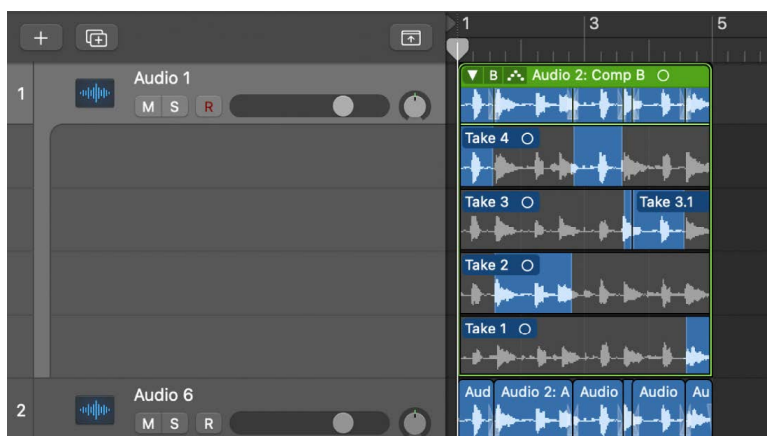 1 3 5
1 Audio 1
M S R
B Audio 2: Comp B
Take 4
Take 3 Take 3.1
Take 2
Take 1
2 Audio 6
M S R
Aud Audio 2: A Audio Audio Au